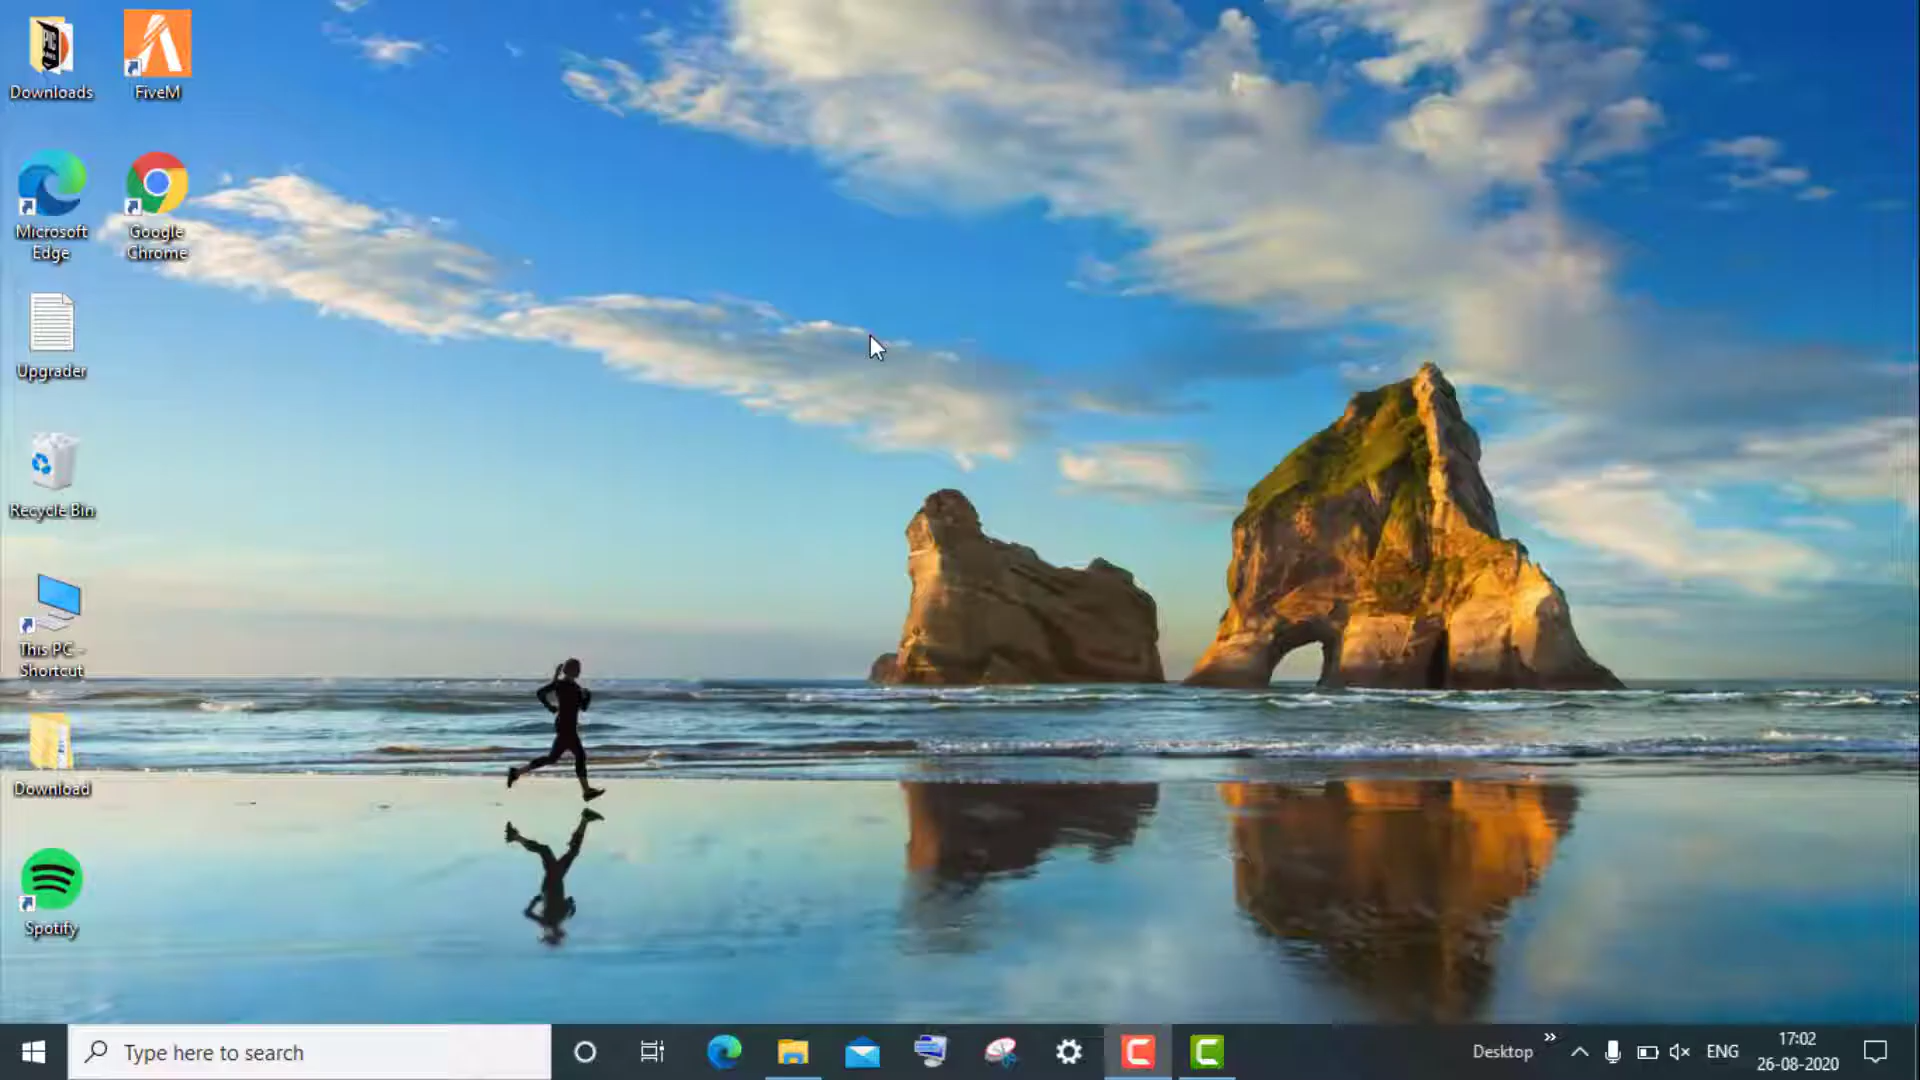 Downloads
FiveM
Microsoft
Edge
Google
Chrome
Upgrader
Recycle Bin
This PC -
Shortcut
Download
Spotify
Type here to search
Desktop
ENG
17:02
26-08-2020